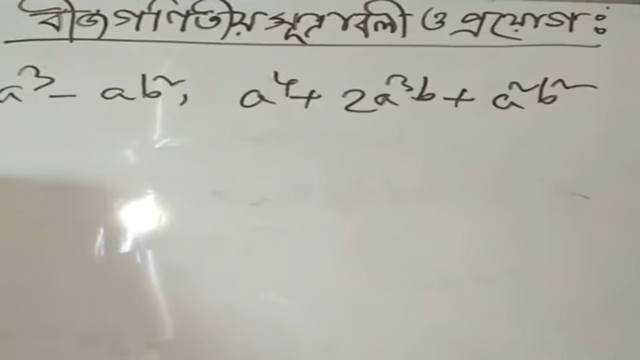 বীজগণিতীয় সূত্রাবলী ও প্রয়োগ :
a³ - ab², a⁴ + 2a³b + a²b²